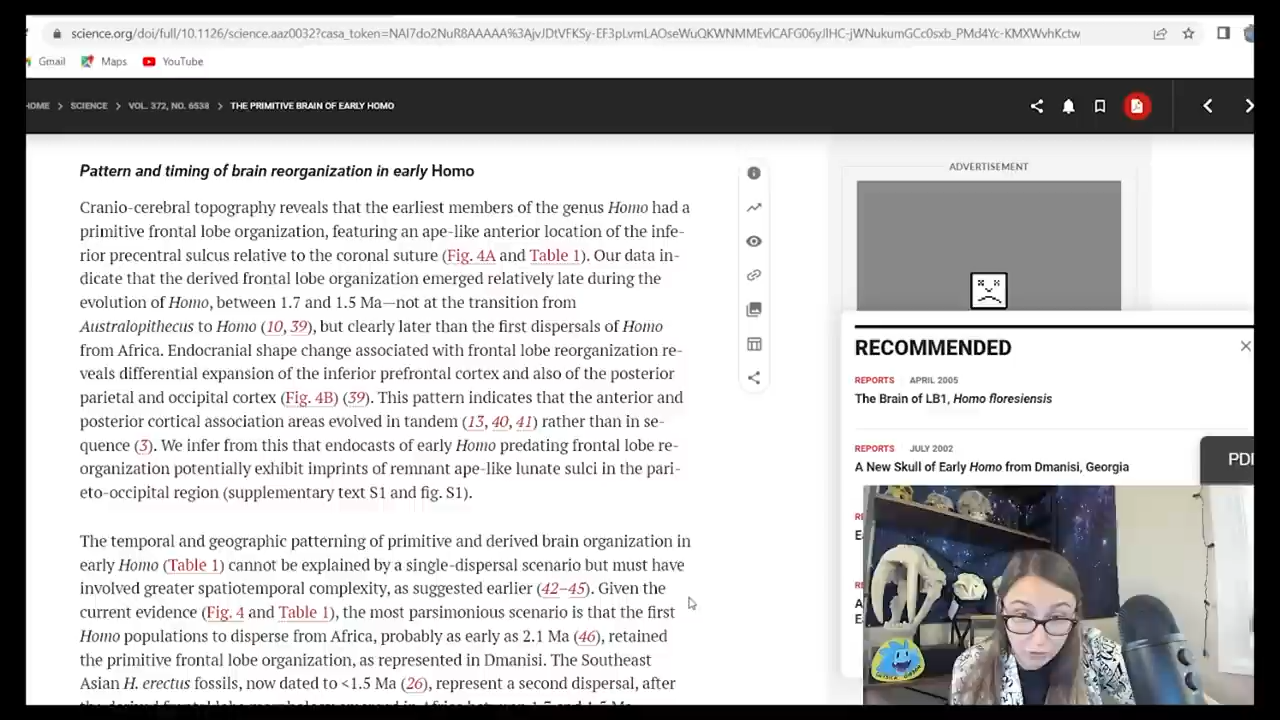 science.org/doi/full/10.1126/science.aaz0032?casa_token=NAI7do2NuR8AAAAA%3AjvJDtVFKSy-EF3pLvmLAOseWuQKWNMMEvlCAFG06yJlHC-jWNukumGCc0sxb_PMd4Yc-KMXWvhKctw
Gmail Maps YouTube
HOME SCIENCE VOL. 372, NO. 6538 THE PRIMITIVE BRAIN OF EARLY HOMO
Pattern and timing of brain reorganization in early Homo
Cranio-cerebral topography reveals that the earliest members of the genus Homo had a
primitive frontal lobe organization, featuring an ape-like anterior location of the infe-
rior precentral sulcus relative to the coronal suture (Fig. 4A and Table 1). Our data in-
dicate that the derived frontal lobe organization emerged relatively late during the
evolution of Homo, between 1.7 and 1.5 Ma—not at the transition from
Australopithecus to Homo (10, 39), but clearly later than the first dispersals of Homo
from Africa. Endocranial shape change associated with frontal lobe reorganization re-
veals differential expansion of the inferior prefrontal cortex and also of the posterior
parietal and occipital cortex (Fig. 4B) (39). This pattern indicates that the anterior and
posterior cortical association areas evolved in tandem (13, 40, 41) rather than in se-
quence (3). We infer from this that endocasts of early Homo predating frontal lobe re-
organization potentially exhibit imprints of remnant ape-like lunate sulci in the pari-
eto-occipital region (supplementary text S1 and fig. S1).
The temporal and geographic patterning of primitive and derived brain organization in
early Homo (Table 1) cannot be explained by a single-dispersal scenario but must have
involved greater spatiotemporal complexity, as suggested earlier (42–45). Given the
current evidence (Fig. 4 and Table 1), the most parsimonious scenario is that the first
Homo populations to disperse from Africa, probably as early as 2.1 Ma (46), retained
the primitive frontal lobe organization, as represented in Dmanisi. The Southeast
Asian H. erectus fossils, now dated to <1.5 Ma (26), represent a second dispersal, after
ADVERTISEMENT
RECOMMENDED
REPORTS APRIL 2005
The Brain of LB1, Homo floresiensis
REPORTS JULY 2002
A New Skull of Early Homo from Dmanisi, Georgia
PD